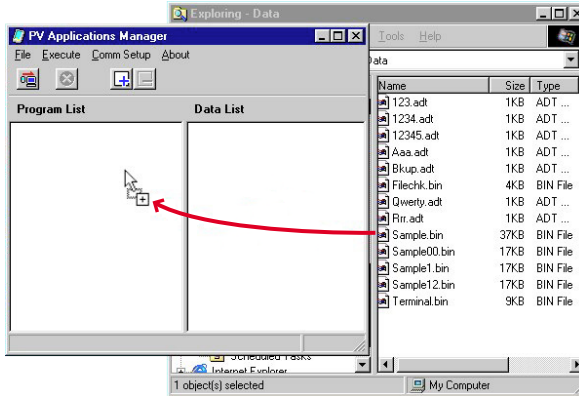 Exploring - Data
PV Applications Manager
File Execute Comm Setup About
Tools Help
Data
Program List
Data List
Name Size Type
123.adt 1KB ADT ...
1234.adt 1KB ADT ...
12345.adt 1KB ADT ...
Aaa.adt 1KB ADT ...
Bkup.adt 1KB ADT ...
Filechk.bin 4KB BIN File
Qwerty.adt 1KB ADT ...
Rrr.adt 1KB ADT ...
Sample.bin 37KB BIN File
Sample00.bin 17KB BIN File
Sample1.bin 17KB BIN File
Sample12.bin 17KB BIN File
Terminal.bin 9KB BIN File
Scheduled Tasks
Internet Explorer
1 object(s) selected
My Computer